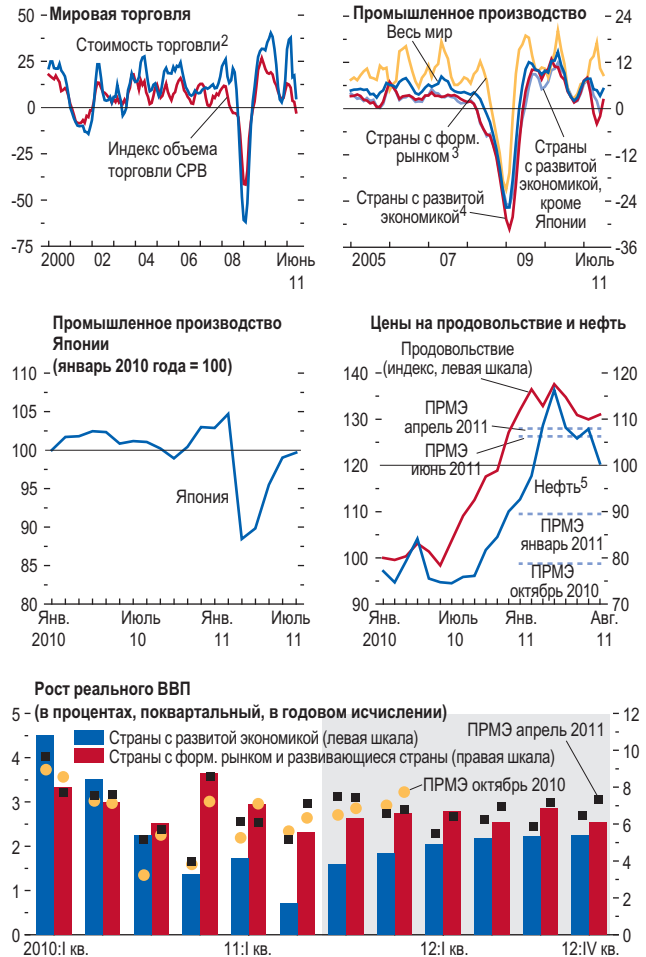 Мировая торговля
50
25
0
-25
-50
-75
Стоимость торговли2
Индекс объема
торговли CPB
2000 02 04 06 08 Июнь
11
Промышленное производство
24
12
0
-12
-24
-36
Весь мир
Страны с форм.
рынком3
Страны с развитой
экономикой4
Страны
с развитой
экономикой,
кроме
Японии
2005 07 09 Июль
11
Промышленное производство
Японии
(январь 2010 года = 100)
110
105
100
95
90
85
80
Япония
Янв. Июль Янв. Июль
2010 10 11 11
Цены на продовольствие и нефть
140
130
120
110
100
90
120
110
100
90
80
70
Продовольствие
(индекс, левая шкала)
ПРМЭ
апрель 2011
ПРМЭ
июнь 2011
Нефть5
ПРМЭ
январь 2011
ПРМЭ
октябрь 2010
Янв. Июль Янв. Авг.
2010 10 11 11
Рост реального ВВП
(в процентах, поквартальный, в годовом исчислении)
5
4
3
2
1
0
12
10
8
6
4
2
0
Страны с развитой экономикой (левая шкала)
Страны с форм. рынком и развивающиеся страны (правая шкала)
ПРМЭ апрель 2011
ПРМЭ октябрь 2010
2010:I кв. 11:I кв. 12:I кв. 12:IV кв.